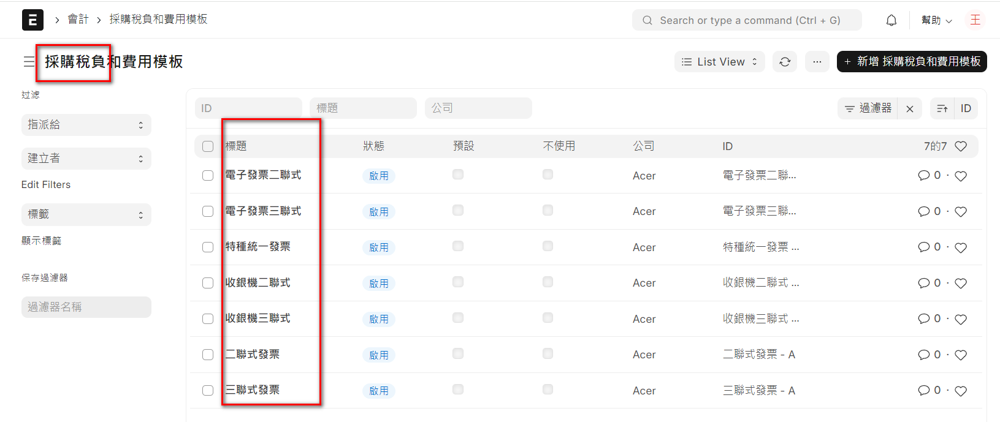 E > 會計 > 採購稅負和費用模板
Search or type a command (Ctrl + G)
幫助
王
採購稅負和費用模板
List View
···
+ 新增 採購稅負和費用模板
过滤
指派給
建立者
Edit Filters
標籤
顯示標籤
保存過濾器
過濾器名稱
ID 標題 公司
過濾器 × ID
標題 狀態 預設 不使用 公司 ID 7的7
電子發票二聯式 啟用 Acer 電子發票二聯... 0 ·
電子發票三聯式 啟用 Acer 電子發票三聯... 0 ·
特種統一發票 啟用 Acer 特種統一發票 ... 0 ·
收銀機二聯式 啟用 Acer 收銀機二聯式 ... 0 ·
收銀機三聯式 啟用 Acer 收銀機三聯式 ... 0 ·
二聯式發票 啟用 Acer 二聯式發票 - A 0 ·
三聯式發票 啟用 Acer 三聯式發票 - A 0 ·